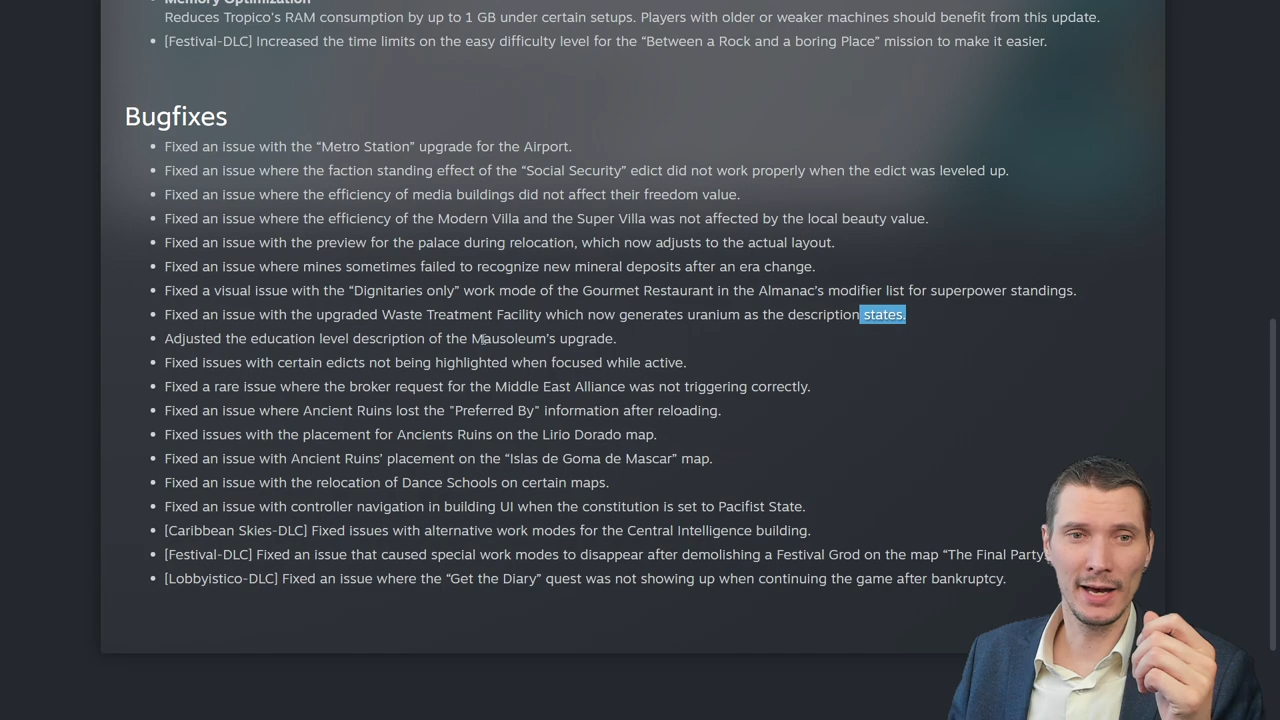 Memory Optimization
Reduces Tropico's RAM consumption by up to 1 GB under certain setups. Players with older or weaker machines should benefit from this update.
• [Festival-DLC] Increased the time limits on the easy difficulty level for the “Between a Rock and a boring Place” mission to make it easier.
Bugfixes
• Fixed an issue with the “Metro Station” upgrade for the Airport.
• Fixed an issue where the faction standing effect of the “Social Security” edict did not work properly when the edict was leveled up.
• Fixed an issue where the efficiency of media buildings did not affect their freedom value.
• Fixed an issue where the efficiency of the Modern Villa and the Super Villa was not affected by the local beauty value.
• Fixed an issue with the preview for the palace during relocation, which now adjusts to the actual layout.
• Fixed an issue where mines sometimes failed to recognize new mineral deposits after an era change.
• Fixed a visual issue with the “Dignitaries only” work mode of the Gourmet Restaurant in the Almanac’s modifier list for superpower standings.
• Fixed an issue with the upgraded Waste Treatment Facility which now generates uranium as the description states.
• Adjusted the education level description of the Mausoleum’s upgrade.
• Fixed issues with certain edicts not being highlighted when focused while active.
• Fixed a rare issue where the broker request for the Middle East Alliance was not triggering correctly.
• Fixed an issue where Ancient Ruins lost the "Preferred By" information after reloading.
• Fixed issues with the placement for Ancients Ruins on the Lirio Dorado map.
• Fixed an issue with Ancient Ruins’ placement on the “Islas de Goma de Mascar” map.
• Fixed an issue with the relocation of Dance Schools on certain maps.
• Fixed an issue with controller navigation in building UI when the constitution is set to Pacifist State.
• [Caribbean Skies-DLC] Fixed issues with alternative work modes for the Central Intelligence building.
• [Festival-DLC] Fixed an issue that caused special work modes to disappear after demolishing a Festival Grod on the map “The Final Party
• [Lobbyistico-DLC] Fixed an issue where the “Get the Diary” quest was not showing up when continuing the game after bankruptcy.